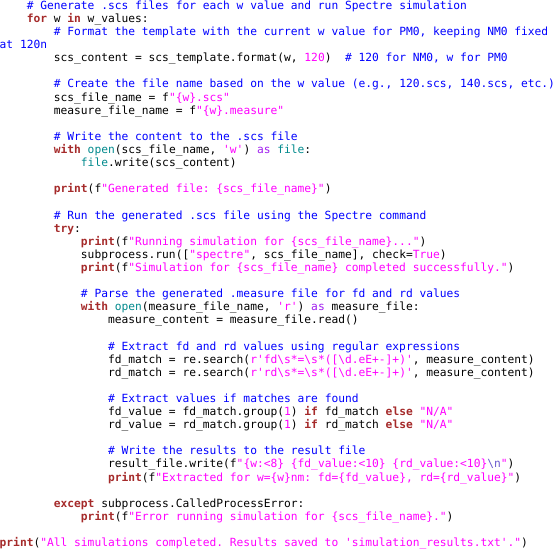 # Generate .scs files for each w value and run Spectre simulation
for w in w_values:
# Format the template with the current w value for PM0, keeping NM0 fixed
at 120n
scs_content = scs_template.format(w, 120)  # 120 for NM0, w for PM0
# Create the file name based on the w value (e.g., 120.scs, 140.scs, etc.)
scs_file_name = f"{w}.scs"
measure_file_name = f"{w}.measure"
# Write the content to the .scs file
with open(scs_file_name, 'w') as file:
file.write(scs_content)
print(f"Generated file: {scs_file_name}")
# Run the generated .scs file using the Spectre command
try:
print(f"Running simulation for {scs_file_name}...")
subprocess.run(["spectre", scs_file_name], check=True)
print(f"Simulation for {scs_file_name} completed successfully.")
# Parse the generated .measure file for fd and rd values
with open(measure_file_name, 'r') as measure_file:
measure_content = measure_file.read()
# Extract fd and rd values using regular expressions
fd_match = re.search(r'fd\s*=\s*([\d.eE+-]+)', measure_content)
rd_match = re.search(r'rd\s*=\s*([\d.eE+-]+)', measure_content)
# Extract values if matches are found
fd_value = fd_match.group(1) if fd_match else "N/A"
rd_value = rd_match.group(1) if rd_match else "N/A"
# Write the results to the result file
result_file.write(f"{w:<8} {fd_value:<10} {rd_value:<10}\n")
print(f"Extracted for w={w}nm: fd={fd_value}, rd={rd_value}")
except subprocess.CalledProcessError:
print(f"Error running simulation for {scs_file_name}.")
print("All simulations completed. Results saved to 'simulation_results.txt'.")